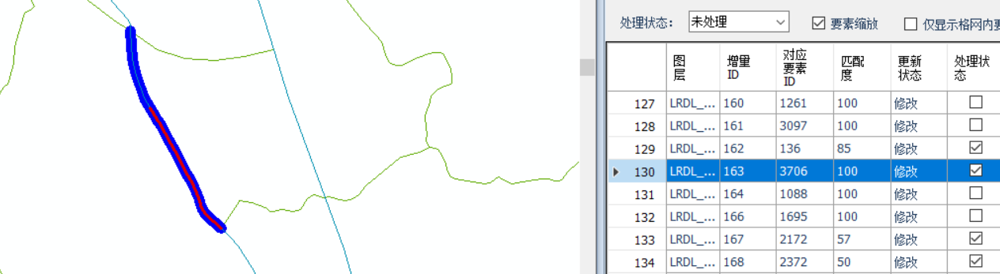 处理状态： 未处理 要素缩放 仅显示格网内要
图层 增量ID 对应要素ID 匹配度 更新状态 处理状态
127 LRDL_... 160 1261 100 修改
128 LRDL_... 161 3097 100 修改
129 LRDL_... 162 136 85 修改
130 LRDL_... 163 3706 100 修改
131 LRDL_... 164 1088 100 修改
132 LRDL_... 166 1695 100 修改
133 LRDL_... 167 2172 57 修改
134 LRDL_... 168 2372 50 修改